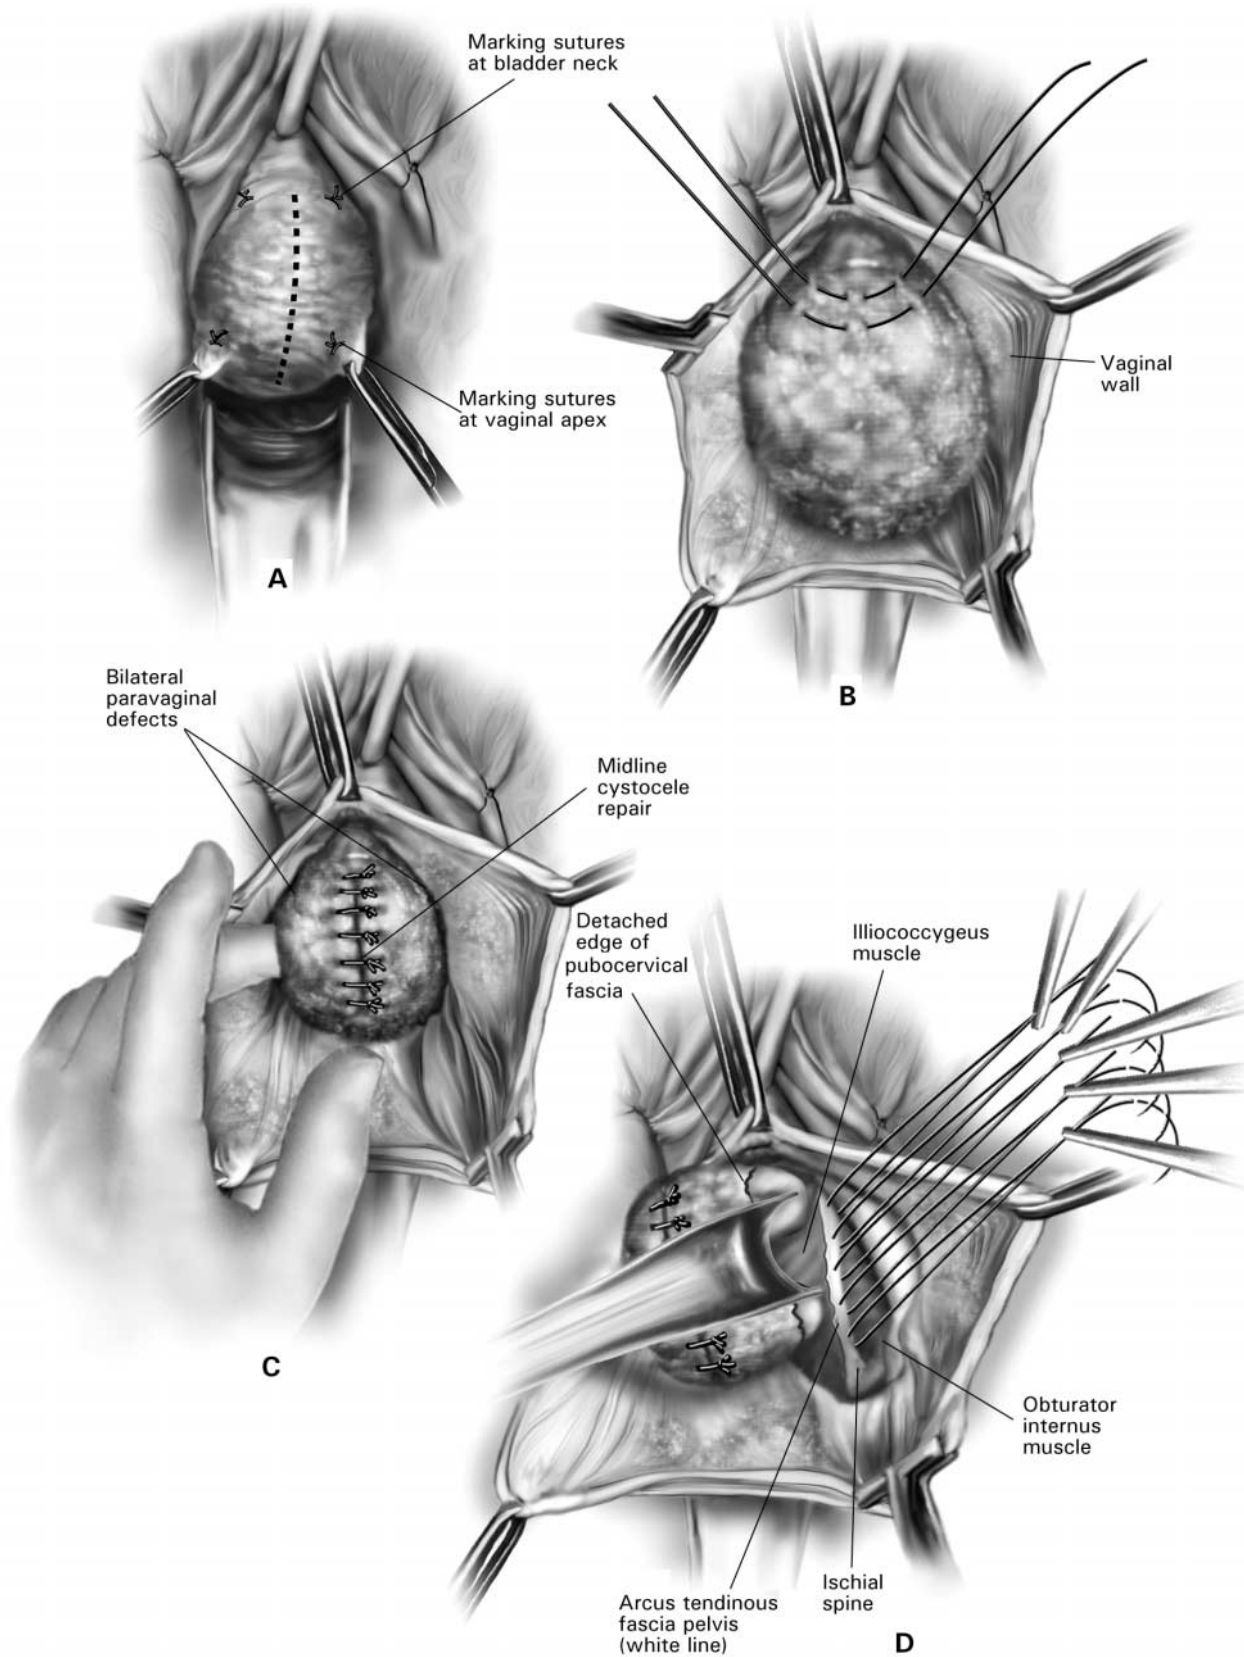 Marking sutures
at bladder neck
Marking sutures
at vaginal apex
A
Vaginal
wall
B
Bilateral
paravaginal
defects
Midline
cystocele
repair
C
Detached
edge of
pubocervical
fascia
Illiococcygeus
muscle
Obturator
internus
muscle
Ischial
spine
Arcus tendinous
fascia pelvis
(white line)
D